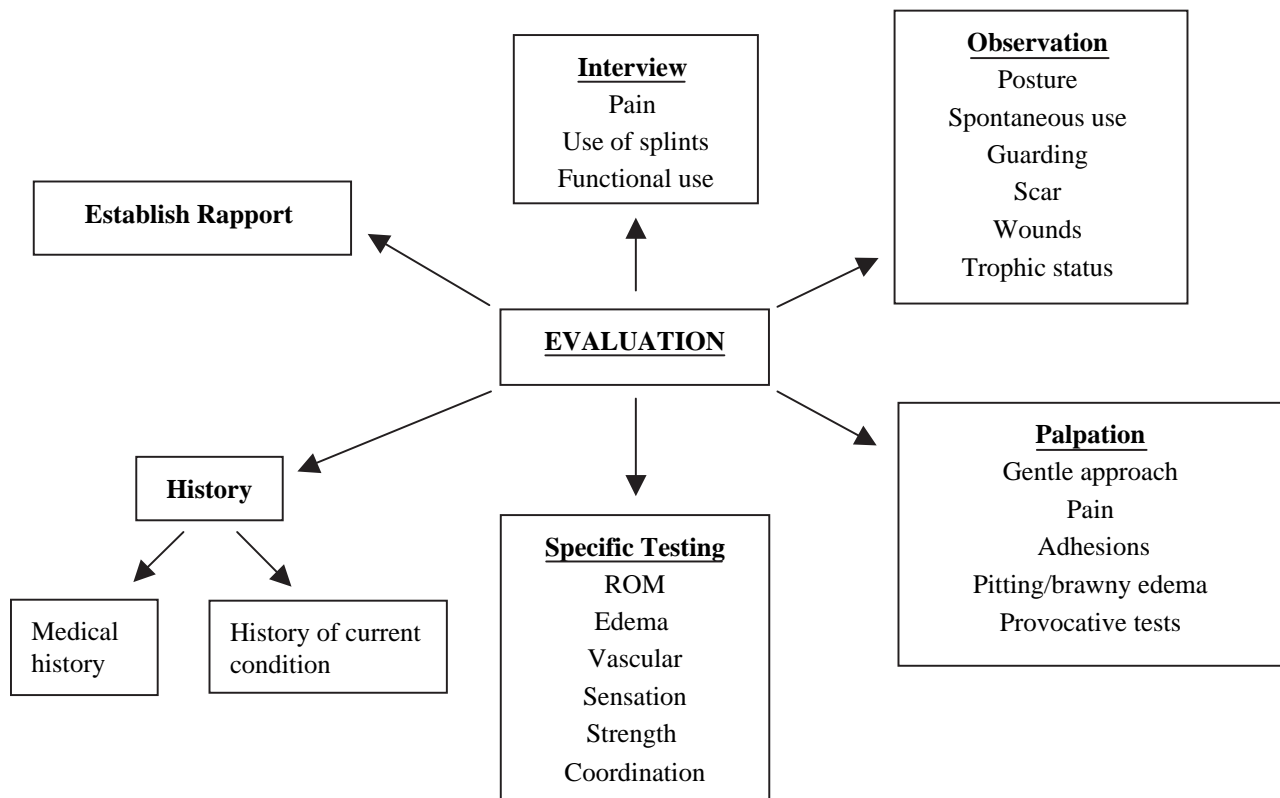 Interview
Pain
Use of splints
Functional use
Observation
Posture
Spontaneous use
Guarding
Scar
Wounds
Trophic status
Establish Rapport
EVALUATION
History
Medical
history
History of current
condition
Specific Testing
ROM
Edema
Vascular
Sensation
Strength
Coordination
Palpation
Gentle approach
Pain
Adhesions
Pitting/brawny edema
Provocative tests